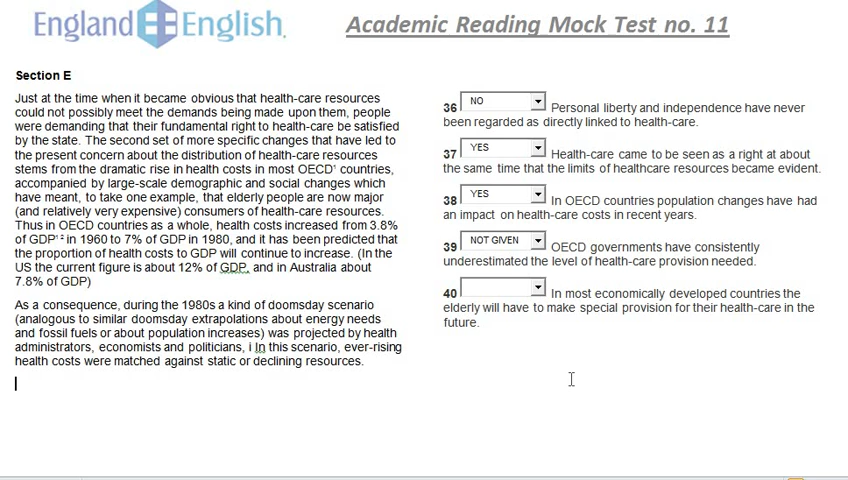 England English.
Academic Reading Mock Test no. 11
Section E
Just at the time when it became obvious that health-care resources
could not possibly meet the demands being made upon them, people
were demanding that their fundamental right to health-care be satisfied
by the state. The second set of more specific changes that have led to
the present concern about the distribution of health-care resources
stems from the dramatic rise in health costs in most OECD¹ countries,
accompanied by large-scale demographic and social changes which
have meant, to take one example, that elderly people are now major
(and relatively very expensive) consumers of health-care resources.
Thus in OECD countries as a whole, health costs increased from 3.8%
of GDP² in 1960 to 7% of GDP in 1980, and it has been predicted that
the proportion of health costs to GDP will continue to increase. (In the
US the current figure is about 12% of GDP, and in Australia about
7.8% of GDP)
As a consequence, during the 1980s a kind of doomsday scenario
(analogous to similar doomsday extrapolations about energy needs
and fossil fuels or about population increases) was projected by health
administrators, economists and politicians, i In this scenario, ever-rising
health costs were matched against static or declining resources.
36 NO Personal liberty and independence have never
been regarded as directly linked to health-care.
37 YES Health-care came to be seen as a right at about
the same time that the limits of healthcare resources became evident.
38 YES In OECD countries population changes have had
an impact on health-care costs in recent years.
39 NOT GIVEN OECD governments have consistently
underestimated the level of health-care provision needed.
40 In most economically developed countries the
elderly will have to make special provision for their health-care in the
future.